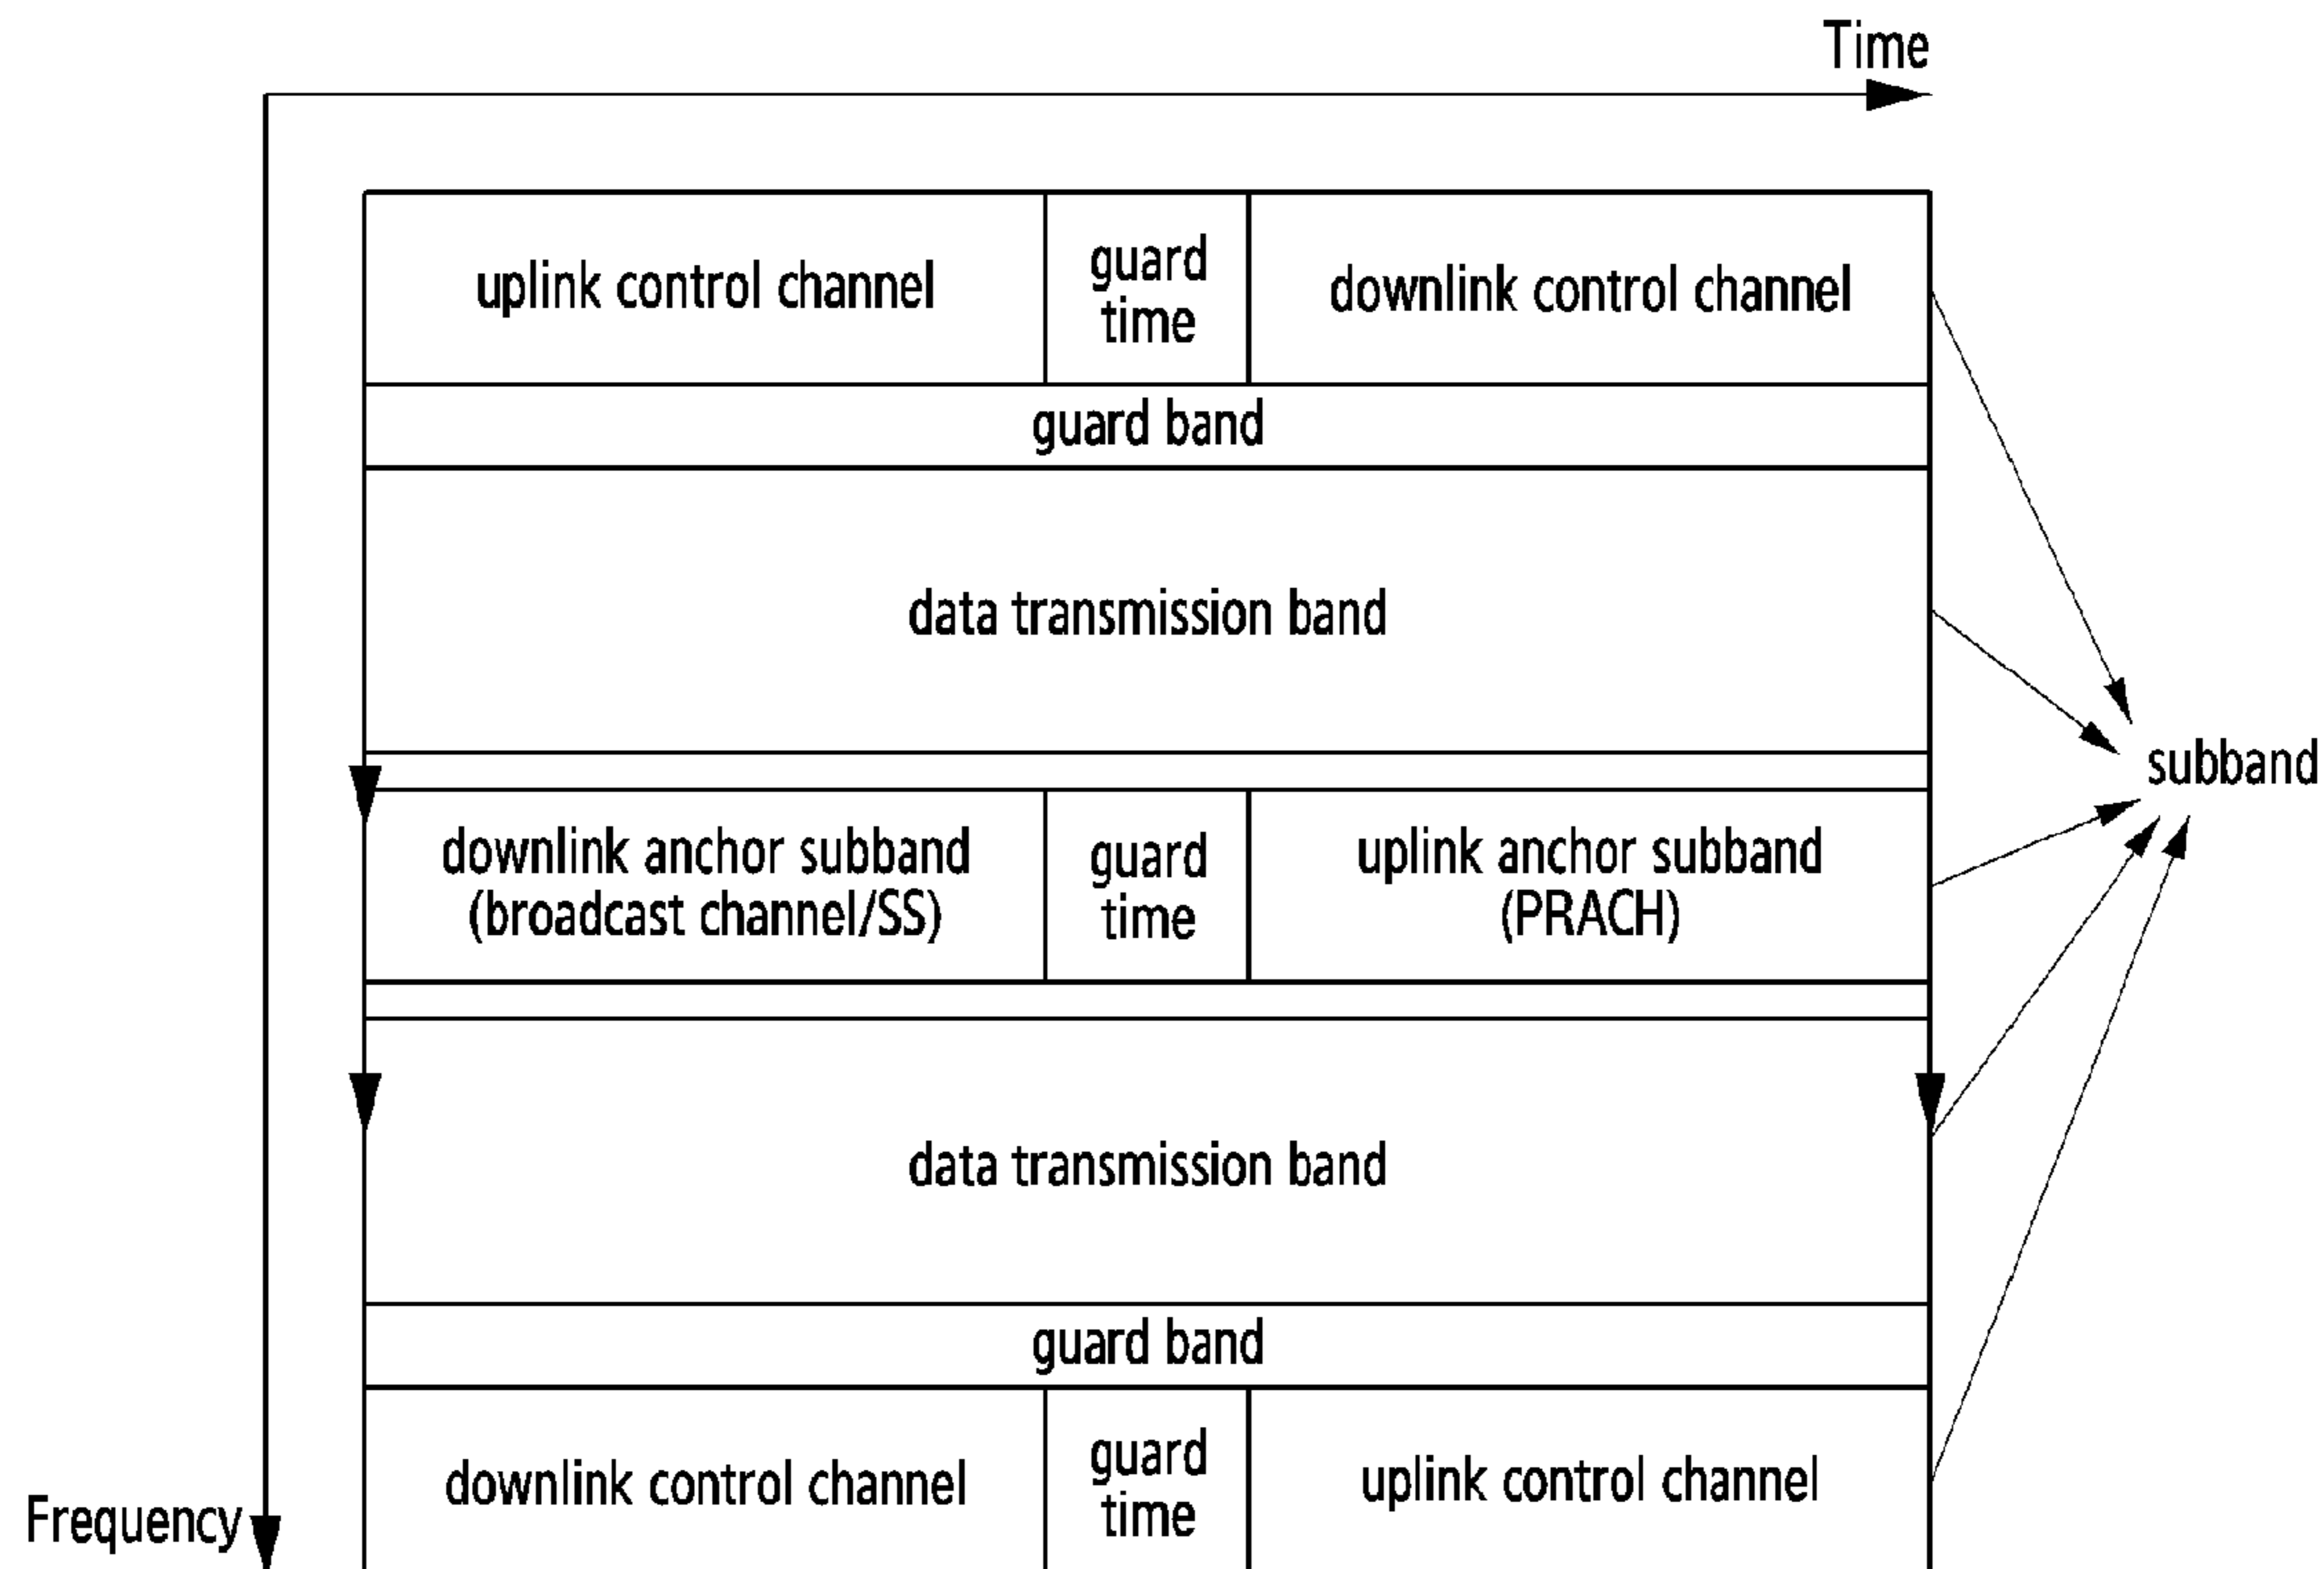 Time
uplink control channel
guard
time
downlink control channel
guard band
data transmission band
subband
downlink anchor subband
(broadcast channel/SS)
guard
time
uplink anchor subband
(PRACH)
data transmission band
guard band
downlink control channel
guard
time
uplink control channel
Frequency